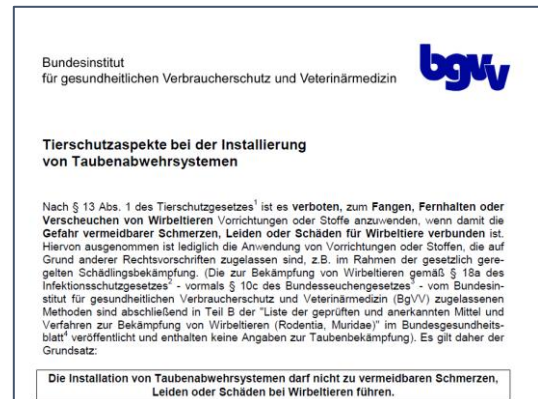 Bundesinstitut
für gesundheitlichen Verbraucherschutz und Veterinärmedizin
bgvv
Tierschutzaspekte bei der Installierung
von Taubenabwehrsystemen
Nach § 13 Abs. 1 des Tierschutzgesetzes¹ ist es verboten, zum Fangen, Fernhalten oder
Verscheuchen von Wirbeltieren Vorrichtungen oder Stoffe anzuwenden, wenn damit die
Gefahr vermeidbarer Schmerzen, Leiden oder Schäden für Wirbeltiere verbunden ist.
Hiervon ausgenommen ist lediglich die Anwendung von Vorrichtungen oder Stoffen, die auf
Grund anderer Rechtsvorschriften zugelassen sind, z.B. im Rahmen der gesetzlich gere-
gelten Schädlingsbekämpfung. (Die zur Bekämpfung von Wirbeltieren gemäß § 18a des
Infektionsschutzgesetzes² - vormals § 10c des Bundesseuchengesetzes³ - vom Bundesin-
stitut für gesundheitlichen Verbraucherschutz und Veterinärmedizin (BgVV) zugelassenen
Methoden sind abschließend in Teil B der "Liste der geprüften und anerkannten Mittel und
Verfahren zur Bekämpfung von Wirbeltieren (Rodentia, Muridae)" im Bundesgesundheits-
blatt⁴ veröffentlicht und enthalten keine Angaben zur Taubenbekämpfung). Es gilt daher der
Grundsatz:
Die Installation von Taubenabwehrsystemen darf nicht zu vermeidbaren Schmerzen,
Leiden oder Schäden bei Wirbeltieren führen.